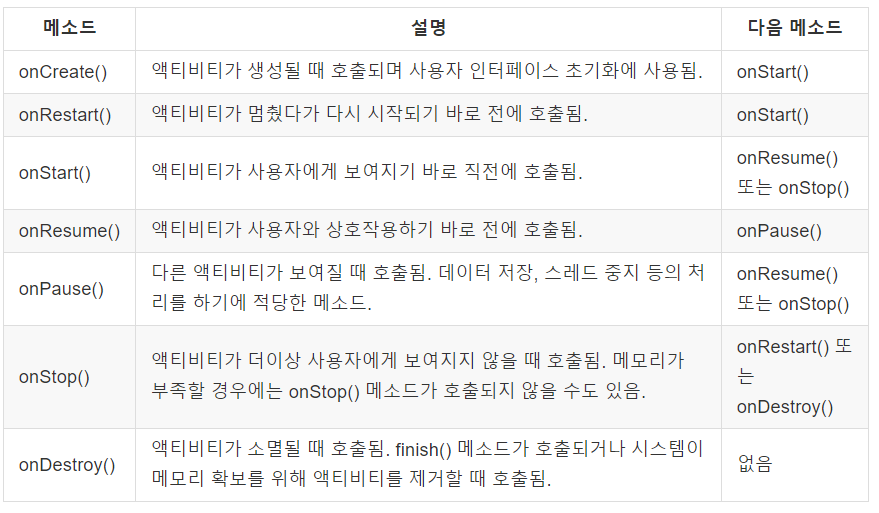 메소드 설명 다음 메소드
onCreate() 액티비티가 생성될 때 호출되며 사용자 인터페이스 초기화에 사용됨. onStart()
onRestart() 액티비티가 멈췄다가 다시 시작되기 바로 전에 호출됨. onStart()
onStart() 액티비티가 사용자에게 보여지기 바로 직전에 호출됨. onResume()
또는 onStop()
onResume() 액티비티가 사용자와 상호작용하기 바로 전에 호출됨. onPause()
onPause() 다른 액티비티가 보여질 때 호출됨. 데이터 저장, 스레드 중지 등의 처
리를 하기에 적당한 메소드.
onResume()
또는 onStop()
onStop() 액티비티가 더이상 사용자에게 보여지지 않을 때 호출됨. 메모리가
부족할 경우에는 onStop() 메소드가 호출되지 않을 수도 있음.
onRestart() 또
는
onDestroy()
onDestroy() 액티비티가 소멸될 때 호출됨. finish() 메소드가 호출되거나 시스템이
메모리 확보를 위해 액티비티를 제거할 때 호출됨.
없음